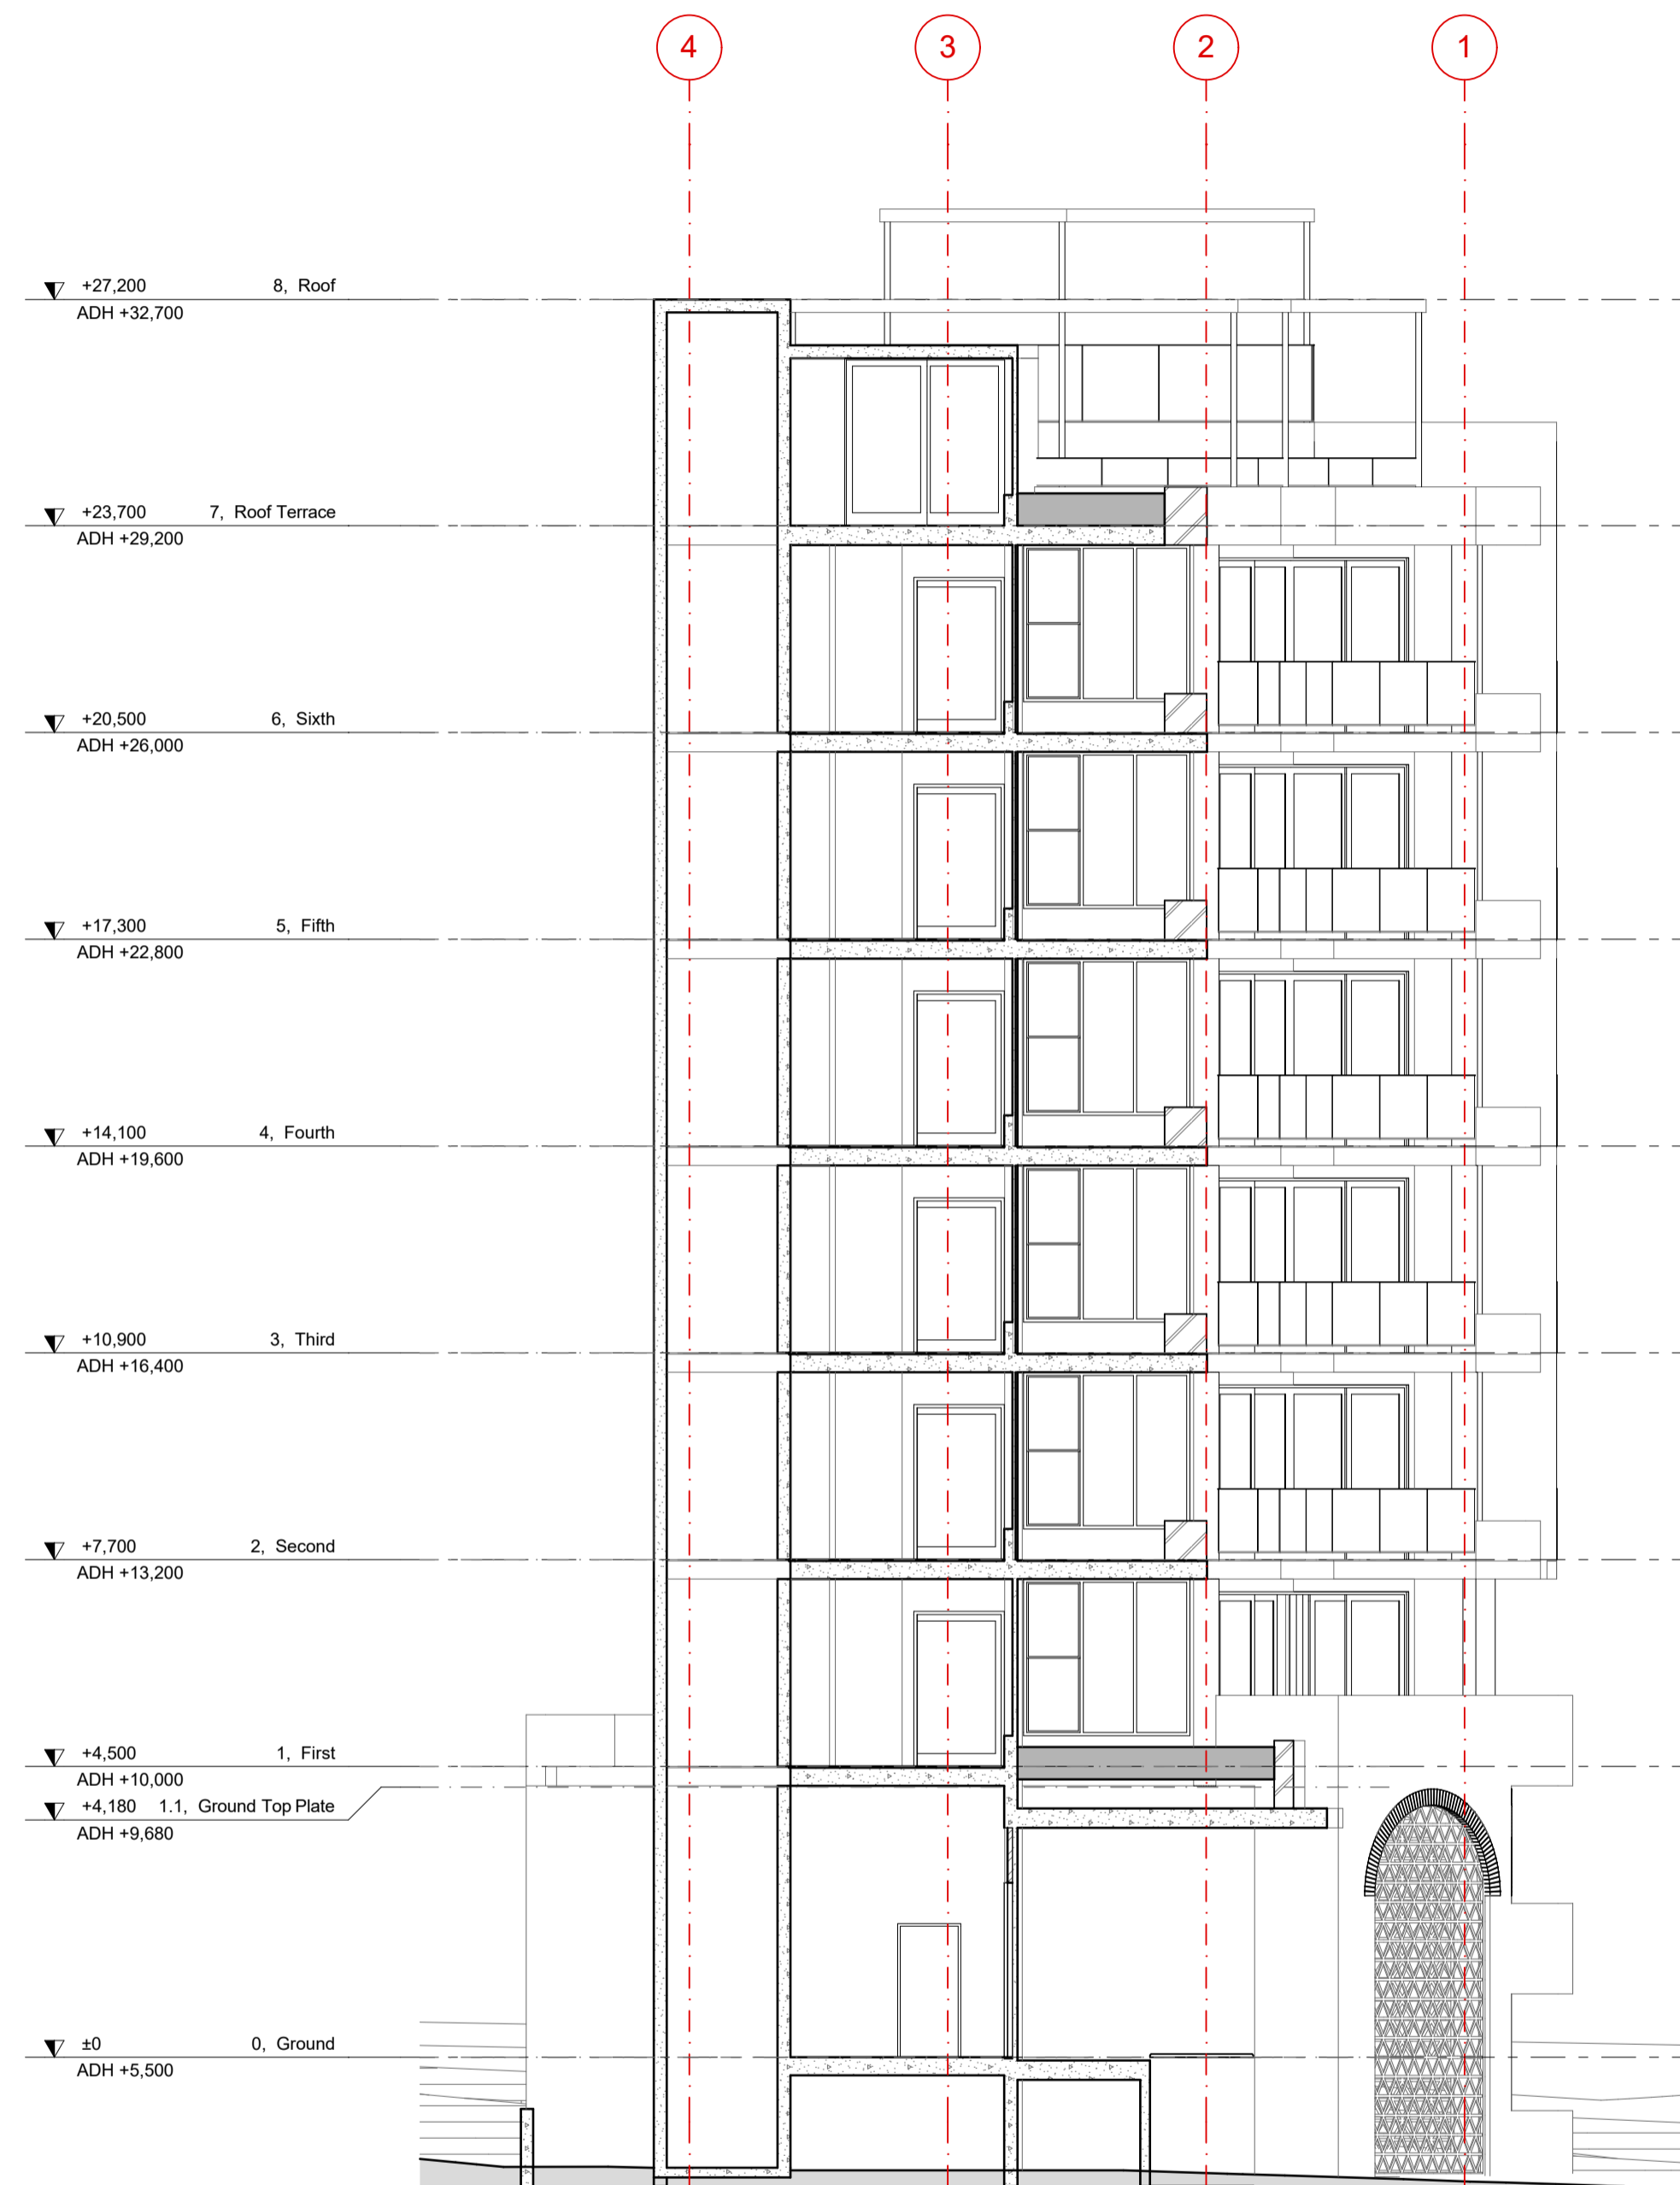 4 3 2 1
+27,200 8, Roof
ADH +32,700
+23,700 7, Roof Terrace
ADH +29,200
+20,500 6, Sixth
ADH +26,000
+17,300 5, Fifth
ADH +22,800
+14,100 4, Fourth
ADH +19,600
+10,900 3, Third
ADH +16,400
+7,700 2, Second
ADH +13,200
+4,500 1, First
ADH +10,000
+4,180 1.1, Ground Top Plate
ADH +9,680
±0 0, Ground
ADH +5,500